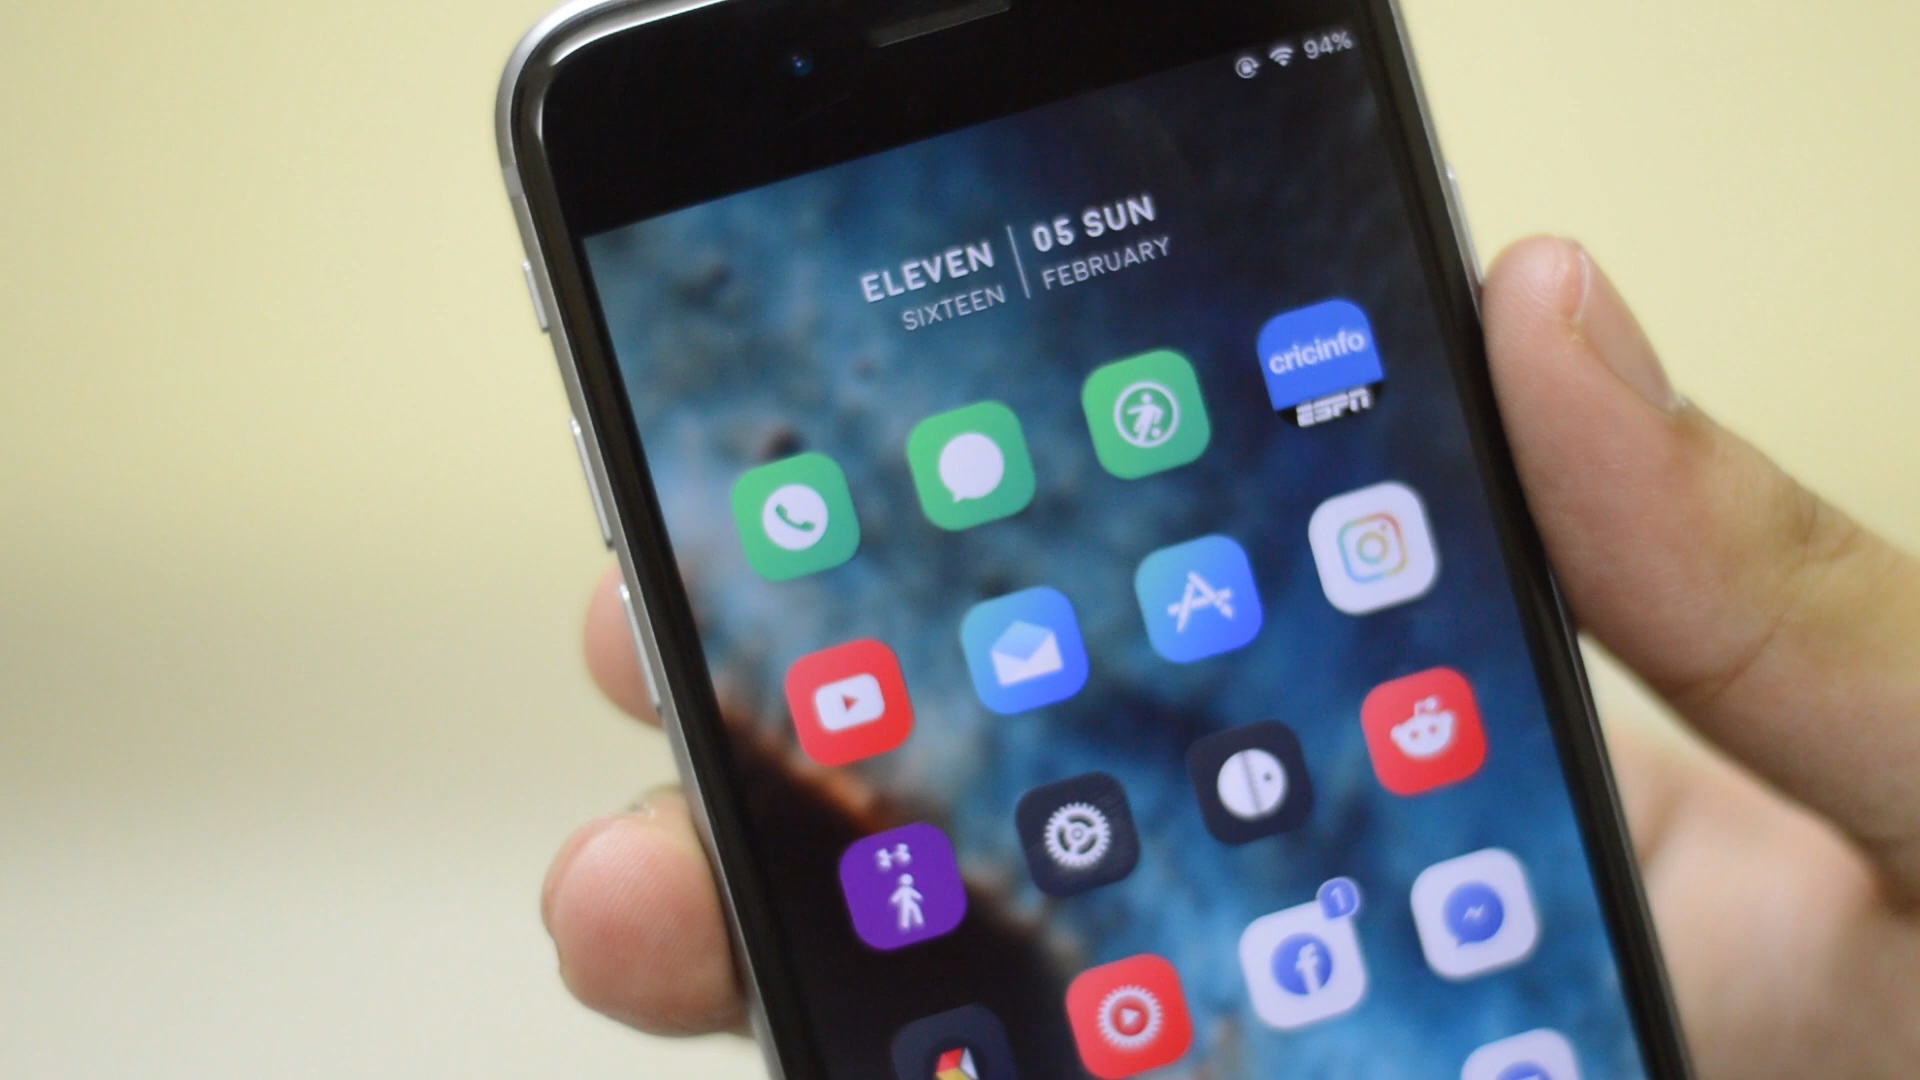 94%
ELEVEN
SIXTEEN
05 SUN
FEBRUARY
cricinfo
ESPN
1